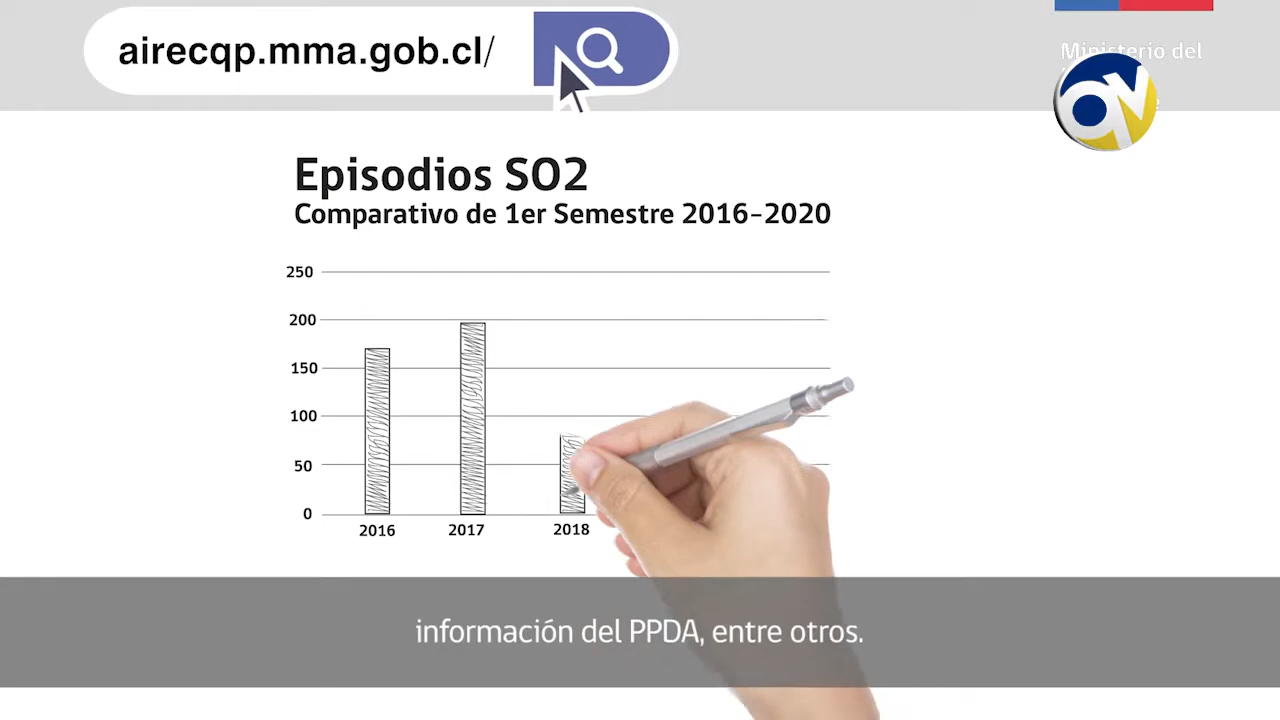 airecqp.mma.gob.cl/
Ministerio del
Episodios SO2
Comparativo de 1er Semestre 2016-2020
250
200
150
100
50
0
2016 2017 2018
información del PPDA, entre otros.